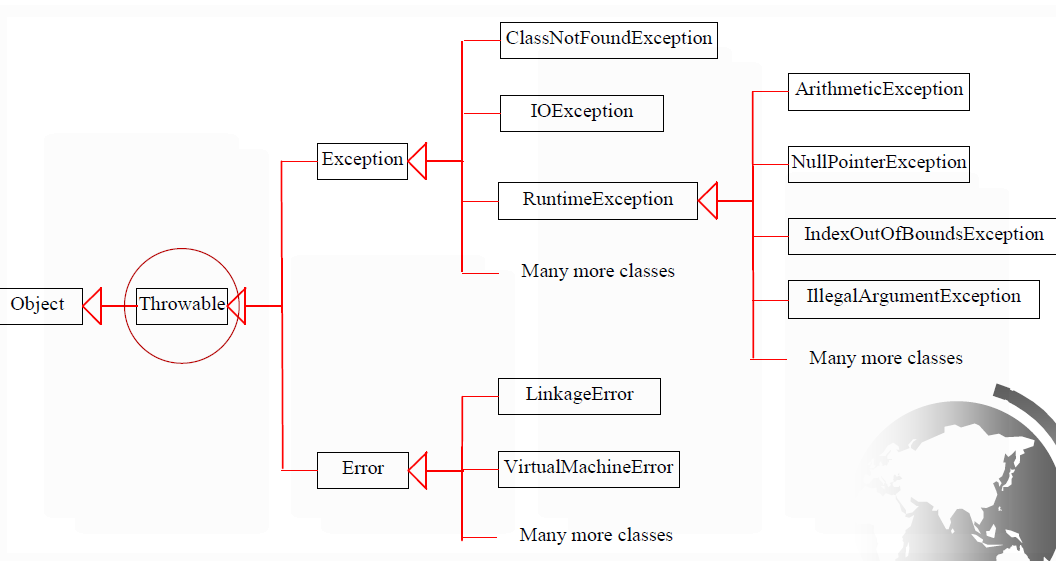 Object
Throwable
Exception
ClassNotFoundException
IOException
RuntimeException
Many more classes
ArithmeticException
NullPointerException
IndexOutOfBoundsException
IllegalArgumentException
Many more classes
Error
LinkageError
VirtualMachineError
Many more classes